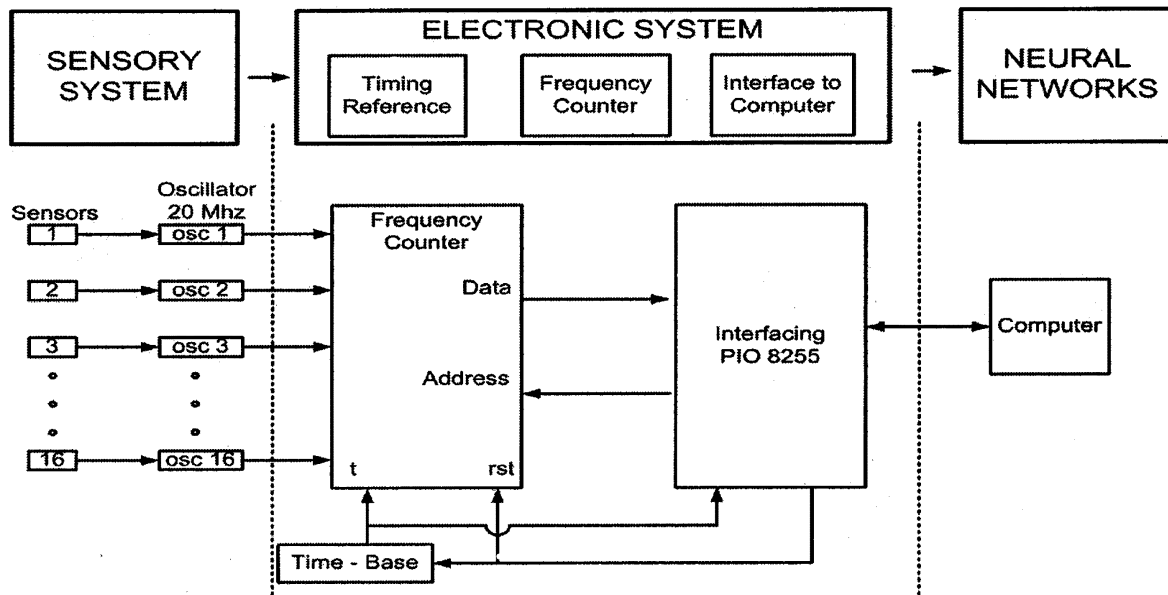 SENSORY
SYSTEM
ELECTRONIC SYSTEM
Timing
Reference
Frequency
Counter
Interface to
Computer
NEURAL
NETWORKS
Sensors
Oscillator
20 Mhz
1
osc 1
2
osc 2
3
osc 3
16
osc 16
Frequency
Counter
Data
Address
t
rst
Interfacing
PIO 8255
Computer
Time - Base